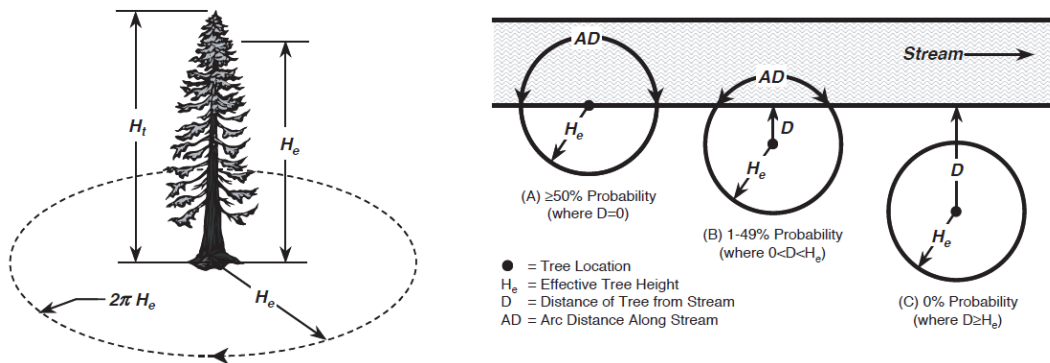 H_t
H_e
2π H_e
H_e
AD
H_e
(A) ≥50% Probability
(where D=0)
AD
D
H_e
(B) 1-49% Probability
(where 0<D<H_e)
Stream
D
H_e
(C) 0% Probability
(where D≥H_e)
= Tree Location
H_e = Effective Tree Height
D = Distance of Tree from Stream
AD = Arc Distance Along Stream